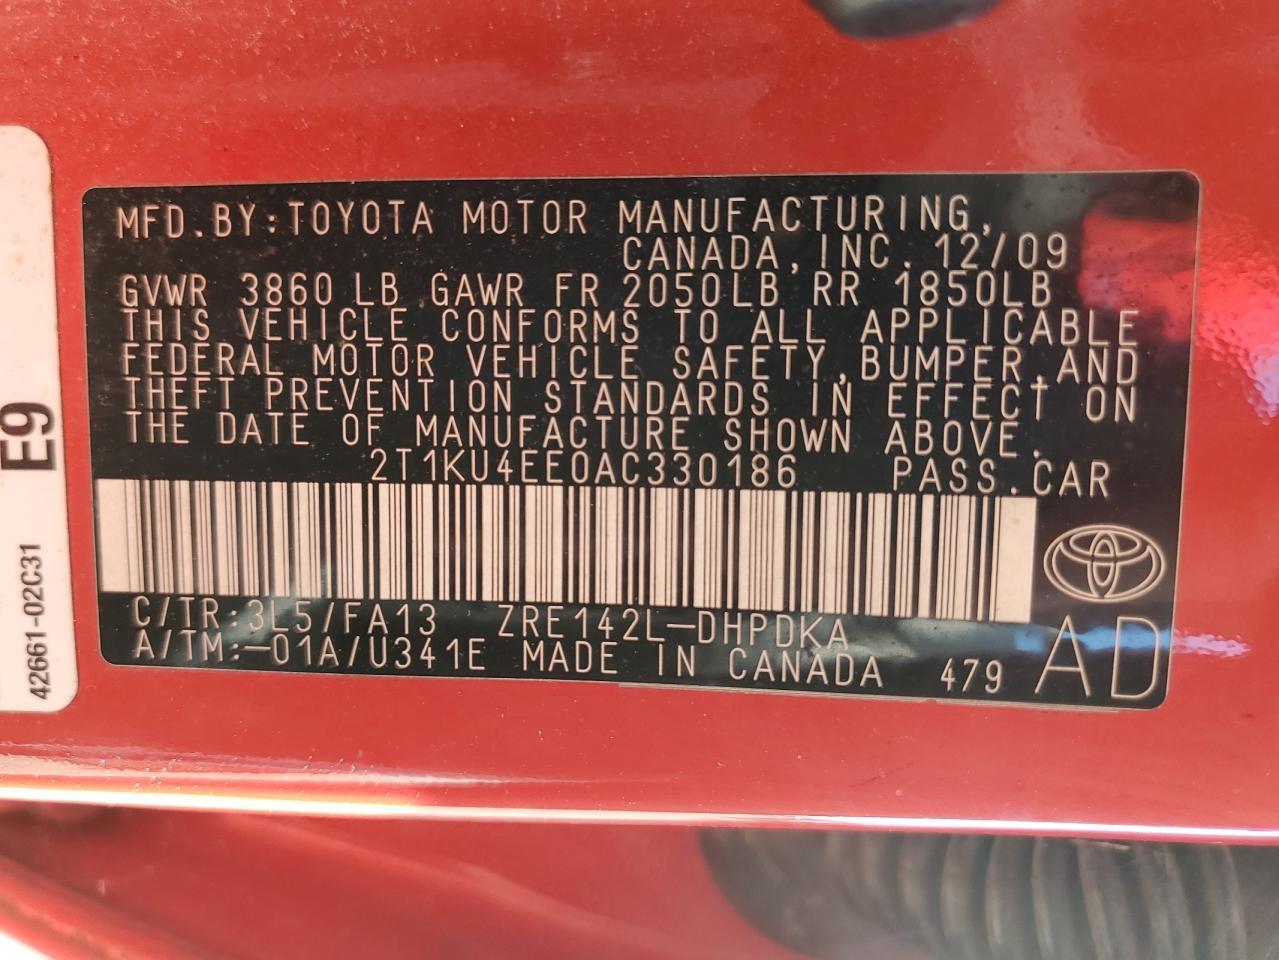 MFD.BY:TOYOTA MOTOR MANUFACTURING,
CANADA,INC. 12/09
GVWR 3860 LB GAWR FR 2050LB RR 1850LB
THIS VEHICLE CONFORMS TO ALL APPLICABLE
FEDERAL MOTOR VEHICLE SAFETY,BUMPER,AND
THEFT PREVENTION STANDARDS IN EFFECT ON
THE DATE OF MANUFACTURE SHOWN ABOVE.
2T1KU4EE0AC330186 PASS.CAR
C/TR:3L5/FA13 ZRE142L-DHPDKA
A/TM:-01A/U341E MADE IN CANADA 479 AD
E9
42661-02C31